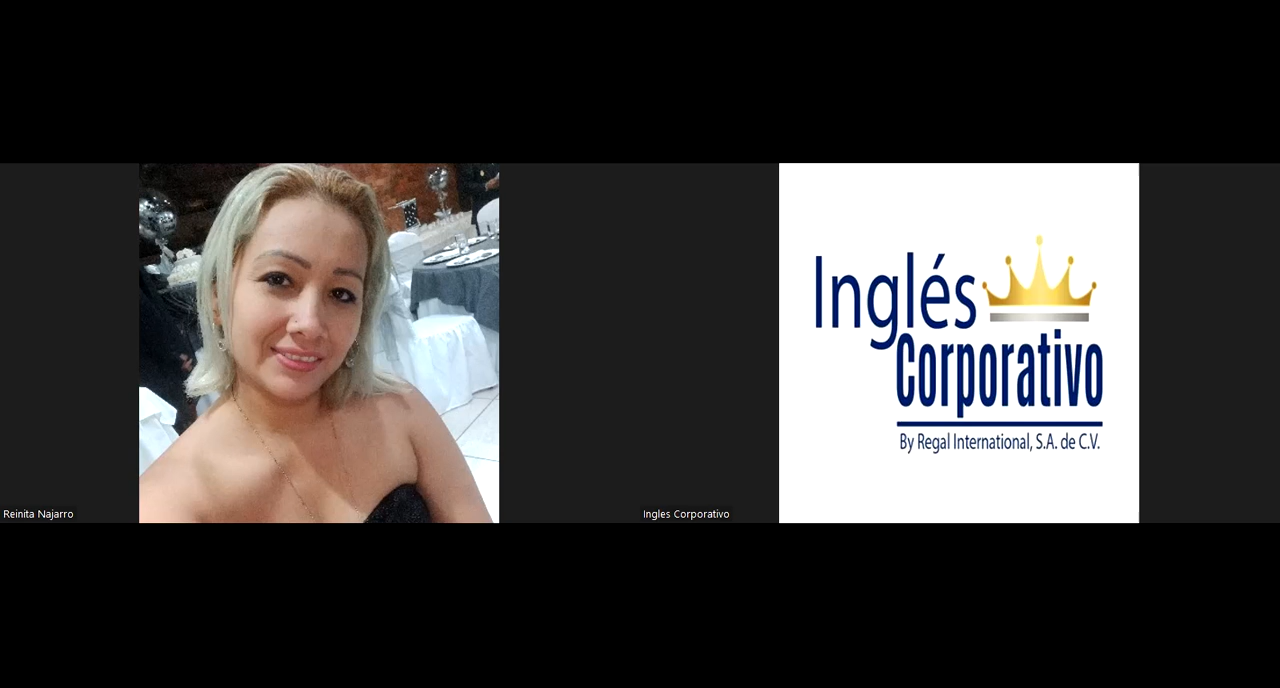 Inglés
Corporativo
By Regal International, S.A. de C.V.
Reinita Najarro
Ingles Corporativo